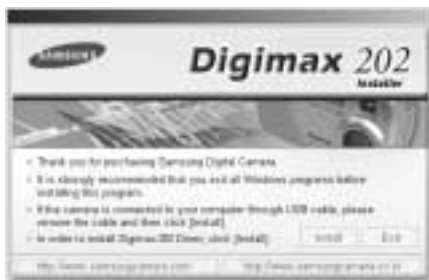 SAMSUNG
Digimax 202
Installer
Thank you for purchasing Samsung Digital Camera.
It is strongly recommended that you exit all Windows programs before
installing this program.
If the camera is connected to your computer through USB cable, please
remove the cable and then click [Install].
In order to install Digimax 202 Driver, click [Install].
Install
Exit
http://www.samsungcamera.com
http://www.samsungcamera.co.kr